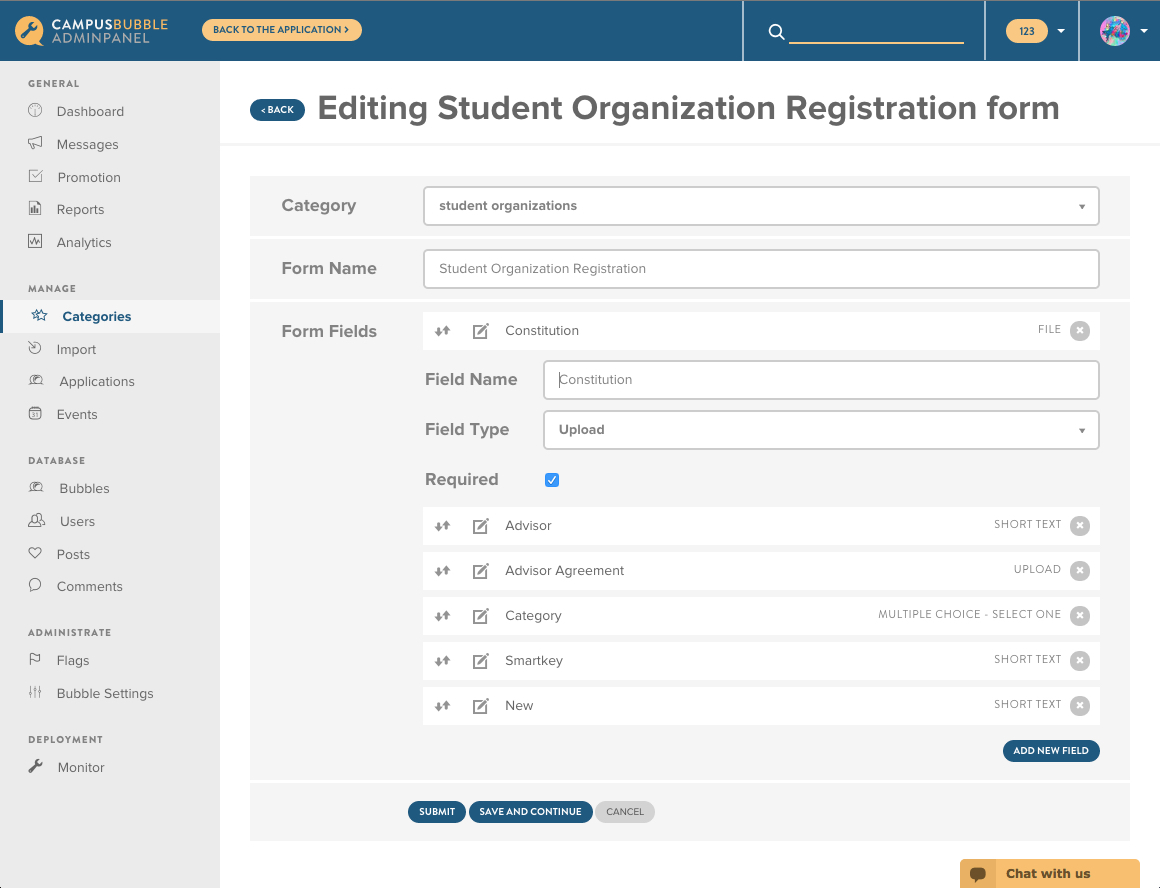 CAMPUSBUBBLE
ADMINPANEL
BACK TO THE APPLICATION >
123
GENERAL
Dashboard
Messages
Promotion
Reports
Analytics
MANAGE
Categories
Import
Applications
31
Events
DATABASE
Bubbles
Users
Posts
Comments
ADMINISTRATE
Flags
Bubble Settings
DEPLOYMENT
Monitor
< BACK
Editing Student Organization Registration form
Category
student organizations
Form Name
Student Organization Registration
Form Fields
Constitution FILE
Field Name
Constitution
Field Type
Upload
Required
Advisor SHORT TEXT
Advisor Agreement UPLOAD
Category MULTIPLE CHOICE - SELECT ONE
Smartkey SHORT TEXT
New SHORT TEXT
ADD NEW FIELD
SUBMIT SAVE AND CONTINUE CANCEL
Chat with us